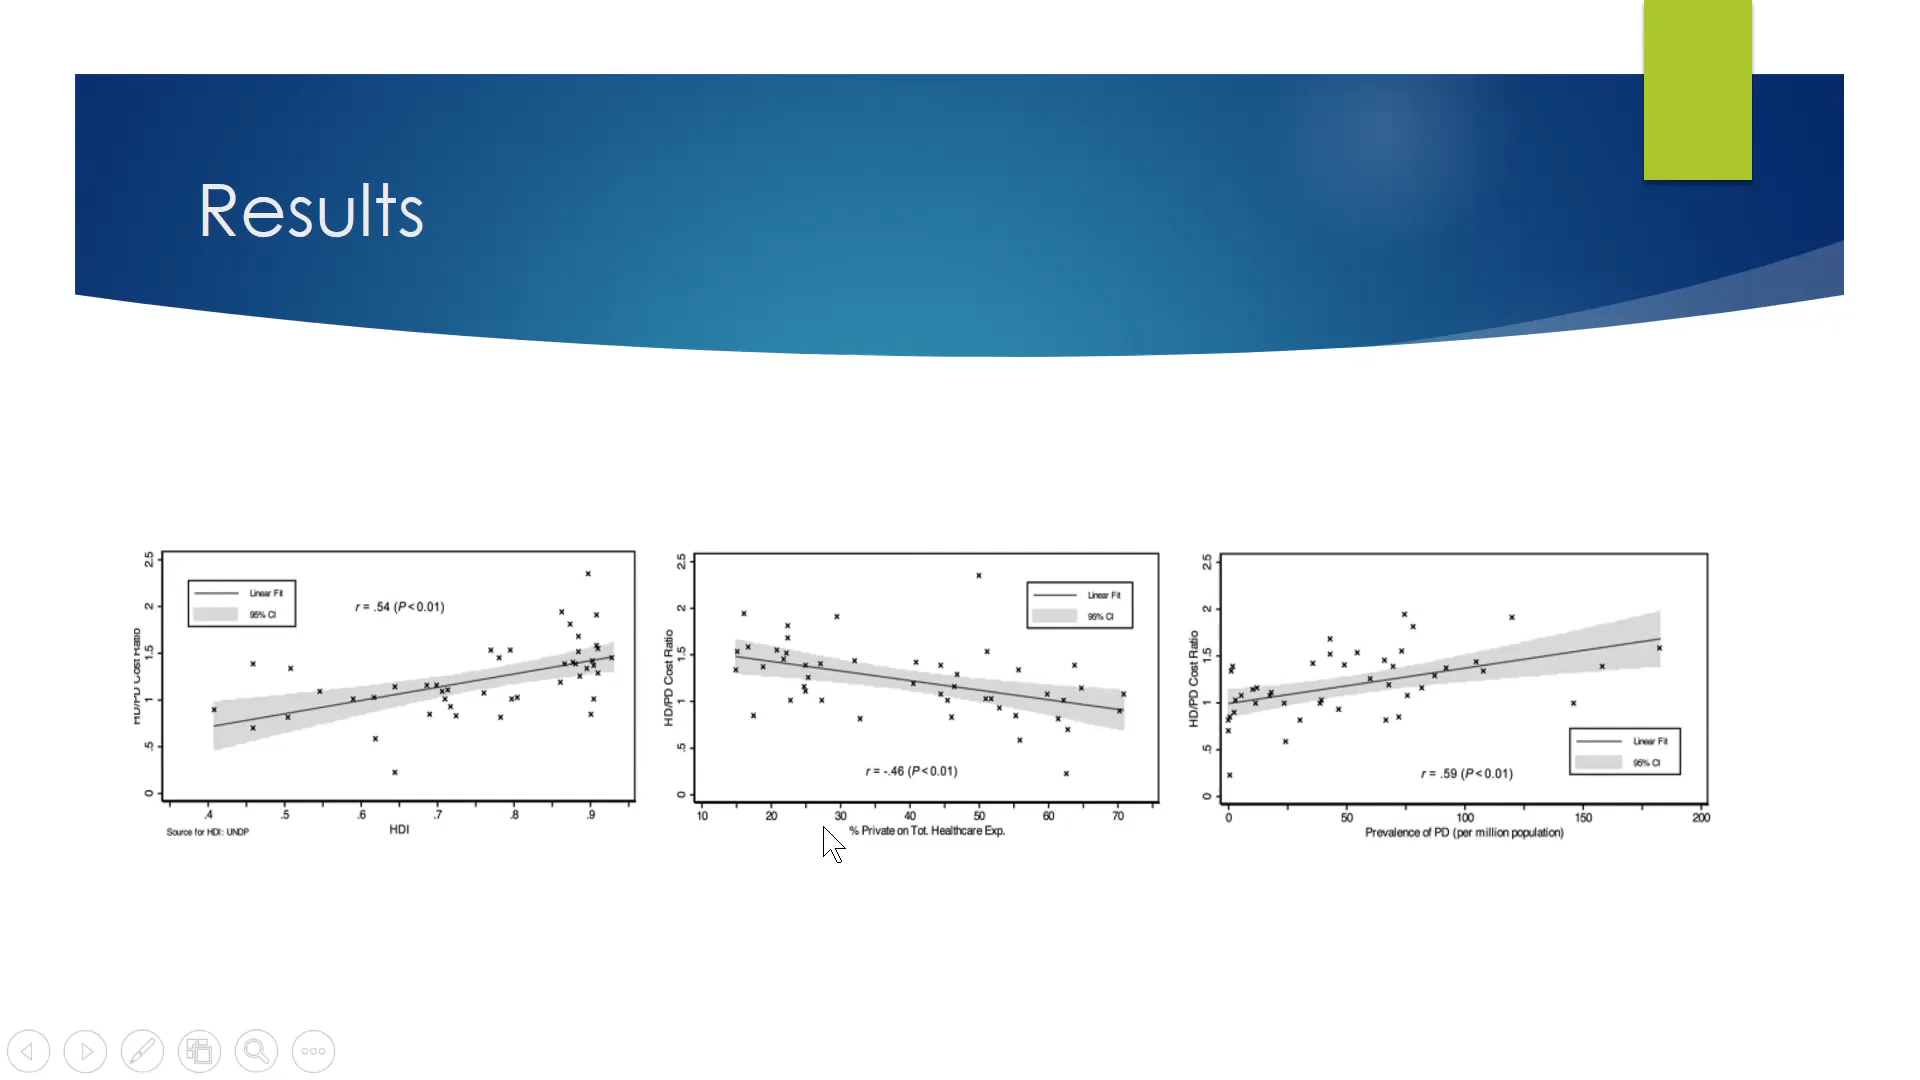 Results
2.5
2
1.5
1
.5
0
HD/PD Cost Ratio
Linear Fit
95% CI
r = .54 (P<0.01)
.4 .5 .6 .7 .8 .9
Source for HDI: UNDP
HDI
2.5
2
1.5
1
.5
0
HD/PD Cost Ratio
Linear Fit
95% CI
r = -.46 (P<0.01)
10 20 30 40 50 60 70
% Private on Tot. Healthcare Exp.
2.5
2
1.5
1
.5
0
HD/PD Cost Ratio
Linear Fit
95% CI
r = .59 (P<0.01)
0 50 100 150 200
Prevalence of PD (per million population)